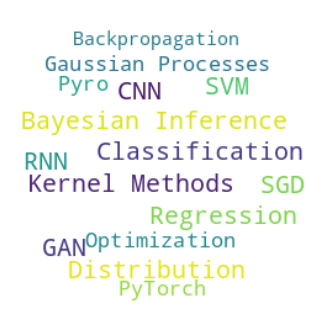 Backpropagation
Gaussian Processes
Pyro CNN SVM
Bayesian Inference
RNN Classification
Kernel Methods SGD
Regression
GAN Optimization
Distribution
PyTorch